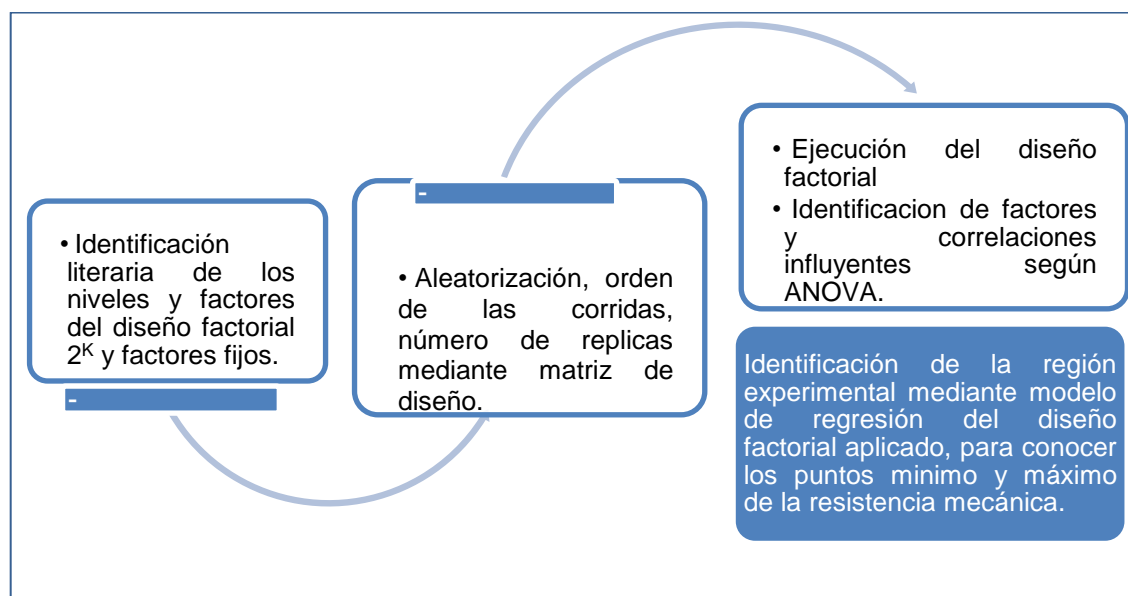 • Identificación
literaria de los
niveles y factores
del diseño factorial
2ᴷ y factores fijos.
-
-
• Aleatorización, orden
de las corridas,
número de replicas
mediante matriz de
diseño.
• Ejecución del diseño
factorial
• Identificacion de factores
y correlaciones
influyentes según
ANOVA.
Identificación de la región
experimental mediante modelo
de regresión del diseño
factorial aplicado, para conocer
los puntos minimo y máximo
de la resistencia mecánica.